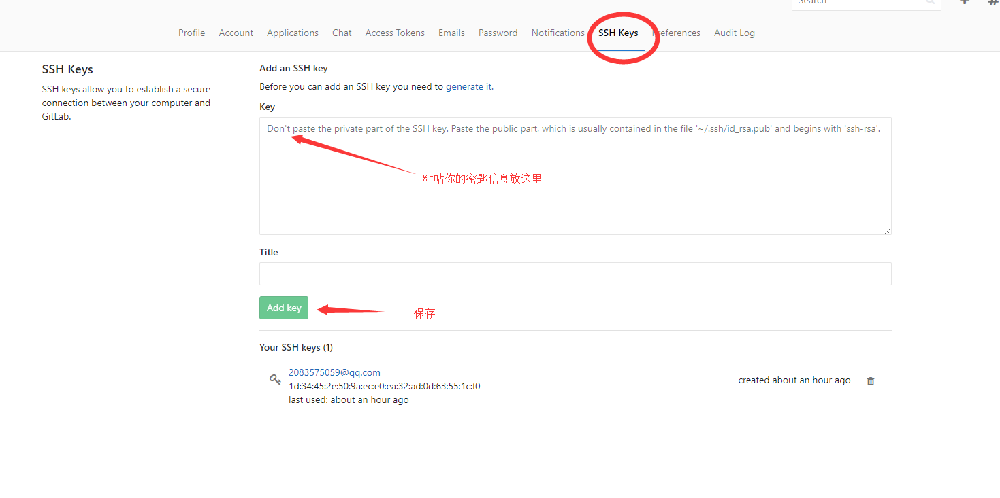 Search
Profile Account Applications Chat Access Tokens Emails Password Notifications SSH Keys Preferences Audit Log
SSH Keys
SSH keys allow you to establish a secure
connection between your computer and
GitLab.
Add an SSH key
Before you can add an SSH key you need to generate it.
Key
Don't paste the private part of the SSH key. Paste the public part, which is usually contained in the file '~/.ssh/id_rsa.pub' and begins with 'ssh-rsa'.
粘帖你的密匙信息放这里
Title
Add key
保存
Your SSH keys (1)
2083575059@qq.com
1d:34:45:2e:50:9a:ec:e0:ea:32:ad:0d:63:55:1c:f0
last used: about an hour ago
created about an hour ago